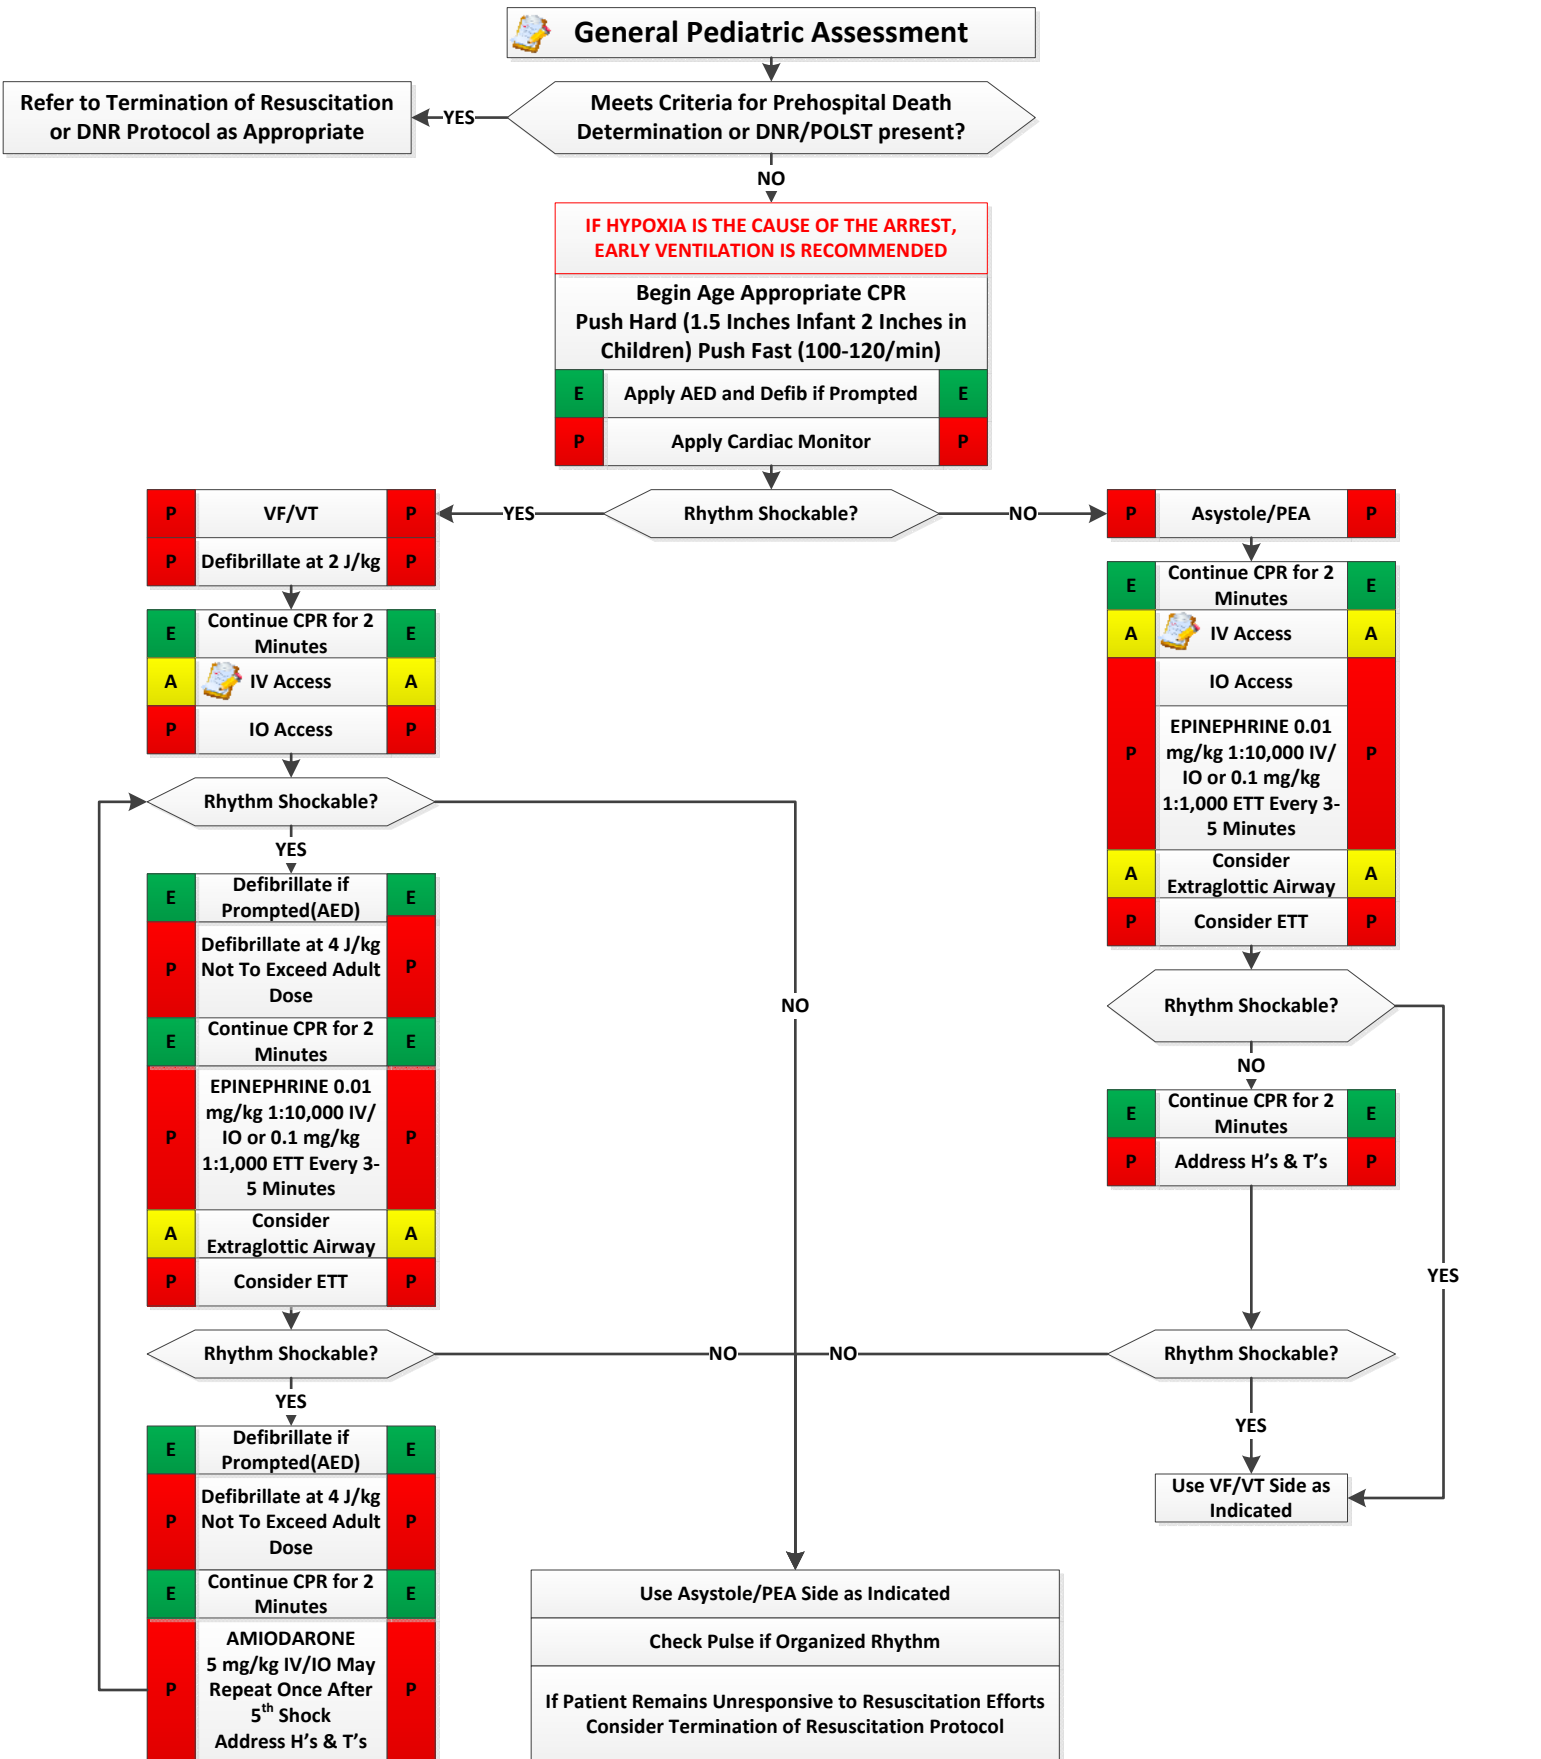 General Pediatric Assessment
Refer to Termination of Resuscitation
or DNR Protocol as Appropriate
YES
Meets Criteria for Prehospital Death
Determination or DNR/POLST present?
NO
IF HYPOXIA IS THE CAUSE OF THE ARREST,
EARLY VENTILATION IS RECOMMENDED
Begin Age Appropriate CPR
Push Hard (1.5 Inches Infant 2 Inches in
Children) Push Fast (100-120/min)
E Apply AED and Defib if Prompted E
P Apply Cardiac Monitor P
Rhythm Shockable?
YES
NO
P VF/VT P
P Defibrillate at 2 J/kg P
E Continue CPR for 2 E
Minutes
A IV Access A
P IO Access P
Rhythm Shockable?
NO
YES
E Defibrillate if E
Prompted(AED)
P Defibrillate at 4 J/kg P
Not To Exceed Adult
Dose
E Continue CPR for 2 E
Minutes
P EPINEPHRINE 0.01 P
mg/kg 1:10,000 IV/
IO or 0.1 mg/kg
1:1,000 ETT Every 3-
5 Minutes
A Consider A
Extraglottic Airway
P Consider ETT P
Rhythm Shockable?
NO
YES
E Defibrillate if E
Prompted(AED)
P Defibrillate at 4 J/kg P
Not To Exceed Adult
Dose
E Continue CPR for 2 E
Minutes
P AMIODARONE P
5 mg/kg IV/IO May
Repeat Once After
5th Shock
Address H's & T's
P Asystole/PEA P
E Continue CPR for 2 E
Minutes
A IV Access A
IO Access
P EPINEPHRINE 0.01 P
mg/kg 1:10,000 IV/
IO or 0.1 mg/kg
1:1,000 ETT Every 3-
5 Minutes
A Consider A
Extraglottic Airway
P Consider ETT P
Rhythm Shockable?
NO
YES
E Continue CPR for 2 E
Minutes
P Address H's & T's P
Rhythm Shockable?
NO
YES
Use VF/VT Side as
Indicated
Use Asystole/PEA Side as Indicated
Check Pulse if Organized Rhythm
If Patient Remains Unresponsive to Resuscitation Efforts
Consider Termination of Resuscitation Protocol